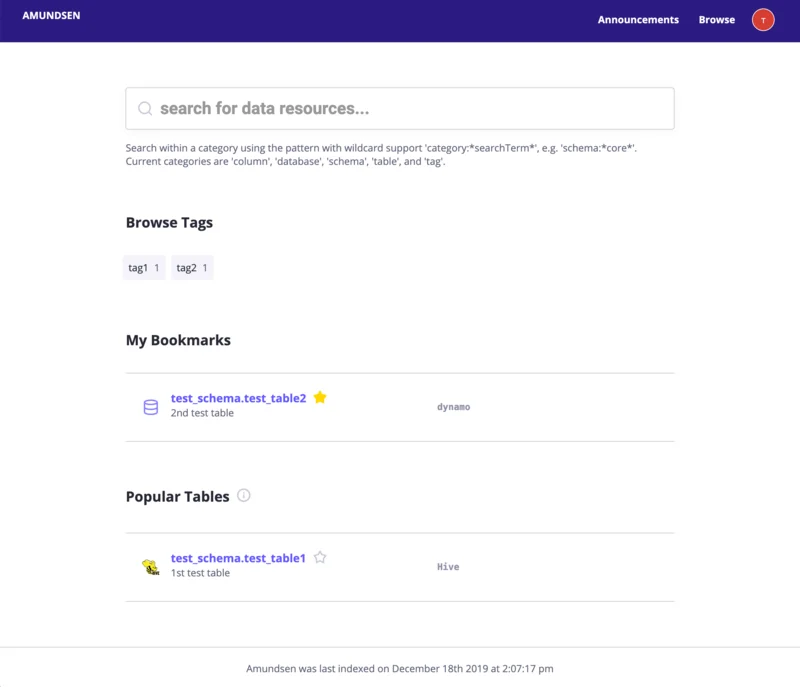 AMUNDSEN
Announcements Browse T
search for data resources...
Search within a category using the pattern with wildcard support 'category:*searchTerm*', e.g. 'schema:*core*'.
Current categories are 'column', 'database', 'schema', 'table', and 'tag'.
Browse Tags
tag1 1 tag2 1
My Bookmarks
test_schema.test_table2
2nd test table
dynamo
Popular Tables
test_schema.test_table1
1st test table
Hive
Amundsen was last indexed on December 18th 2019 at 2:07:17 pm